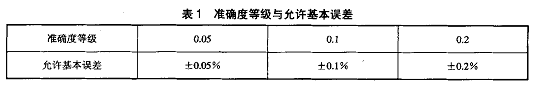 表1 准确度等级与允许基本误差
准确度等级 0.05 0.1 0.2
允许基本误差 ±0.05% ±0.1% ±0.2%